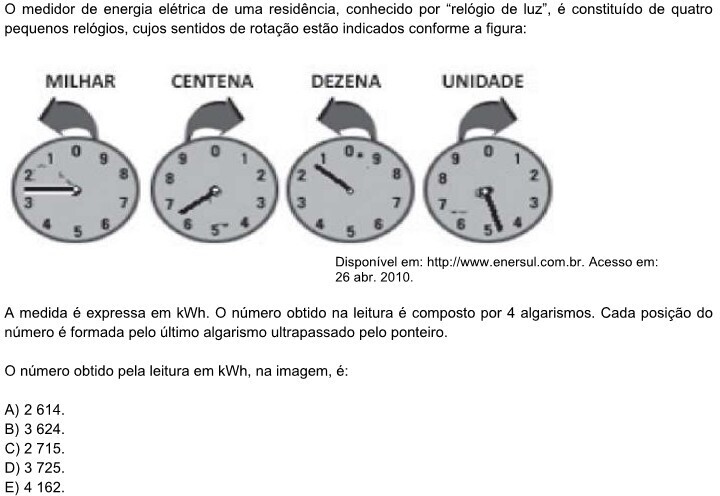 O medidor de energia elétrica de uma residência, conhecido por “relógio de luz”, é constituído de quatro
pequenos relógios, cujos sentidos de rotação estão indicados conforme a figura:
MILHAR CENTENA DEZENA UNIDADE
1 0 9 9 0 1 1 0 9 9 0 1
2 8 8 2 2 8 8 2
3 7 7 3 3 7 7 3
4 5 6 6 5 4 4 5 6 6 5 4
Disponível em: http://www.enersul.com.br. Acesso em:
26 abr. 2010.
A medida é expressa em kWh. O número obtido na leitura é composto por 4 algarismos. Cada posição do
número é formada pelo último algarismo ultrapassado pelo ponteiro.
O número obtido pela leitura em kWh, na imagem, é:
A) 2 614.
B) 3 624.
C) 2 715.
D) 3 725.
E) 4 162.